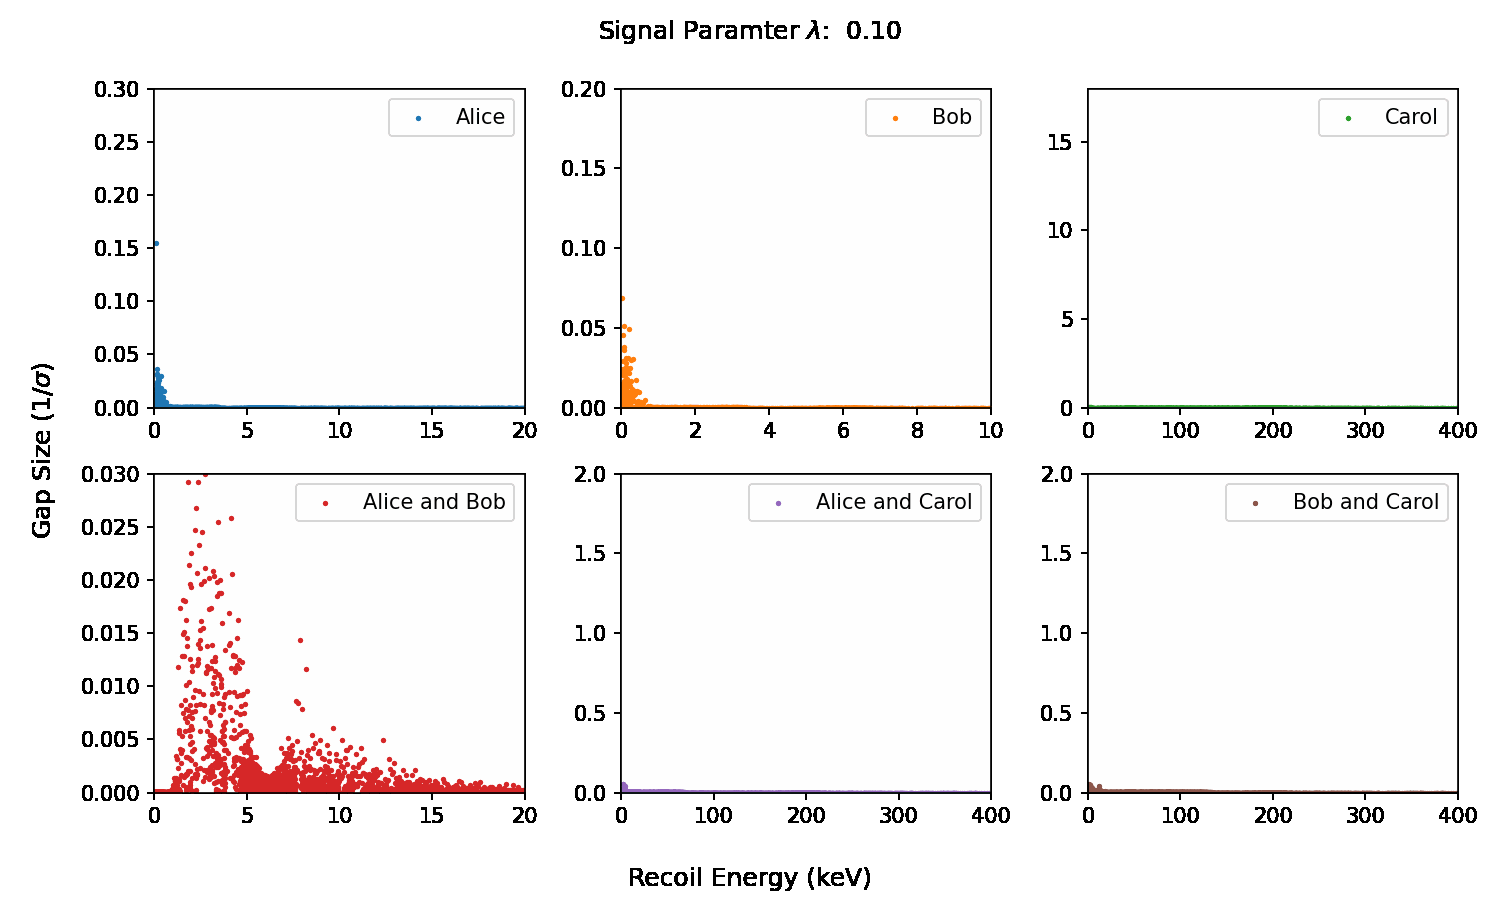 Signal Paramter λ: 0.10
0.30
0.25
0.20
0.15
0.10
0.05
0.00
Alice
0 5 10 15 20
0.20
0.15
0.10
0.05
0.00
Bob
0 2 4 6 8 10
15
10
5
0
Carol
0 100 200 300 400
Gap Size (1/σ)
0.030
0.025
0.020
0.015
0.010
0.005
0.000
Alice and Bob
0 5 10 15 20
2.0
1.5
1.0
0.5
0.0
Alice and Carol
0 100 200 300 400
2.0
1.5
1.0
0.5
0.0
Bob and Carol
0 100 200 300 400
Recoil Energy (keV)